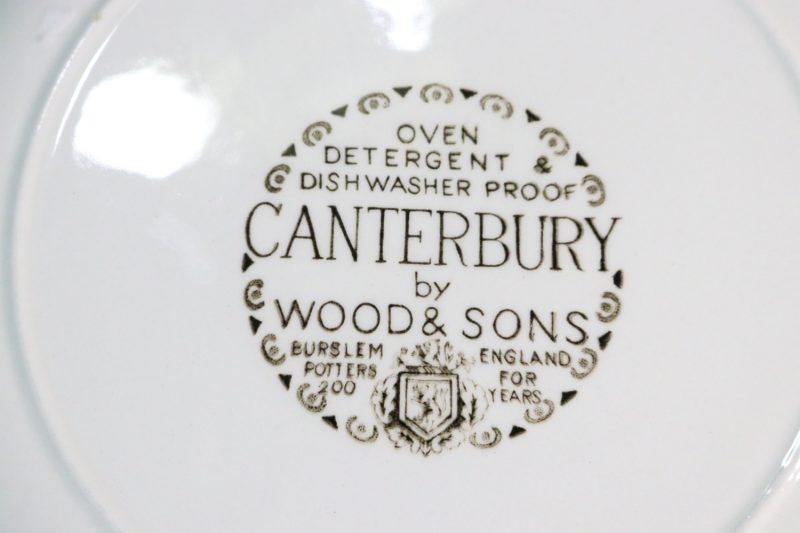 OVEN
DETERGENT &
DISHWASHER PROOF
CANTERBURY
by
WOOD & SONS
BURSLEM ENGLAND
POTTERS FOR
200 YEARS